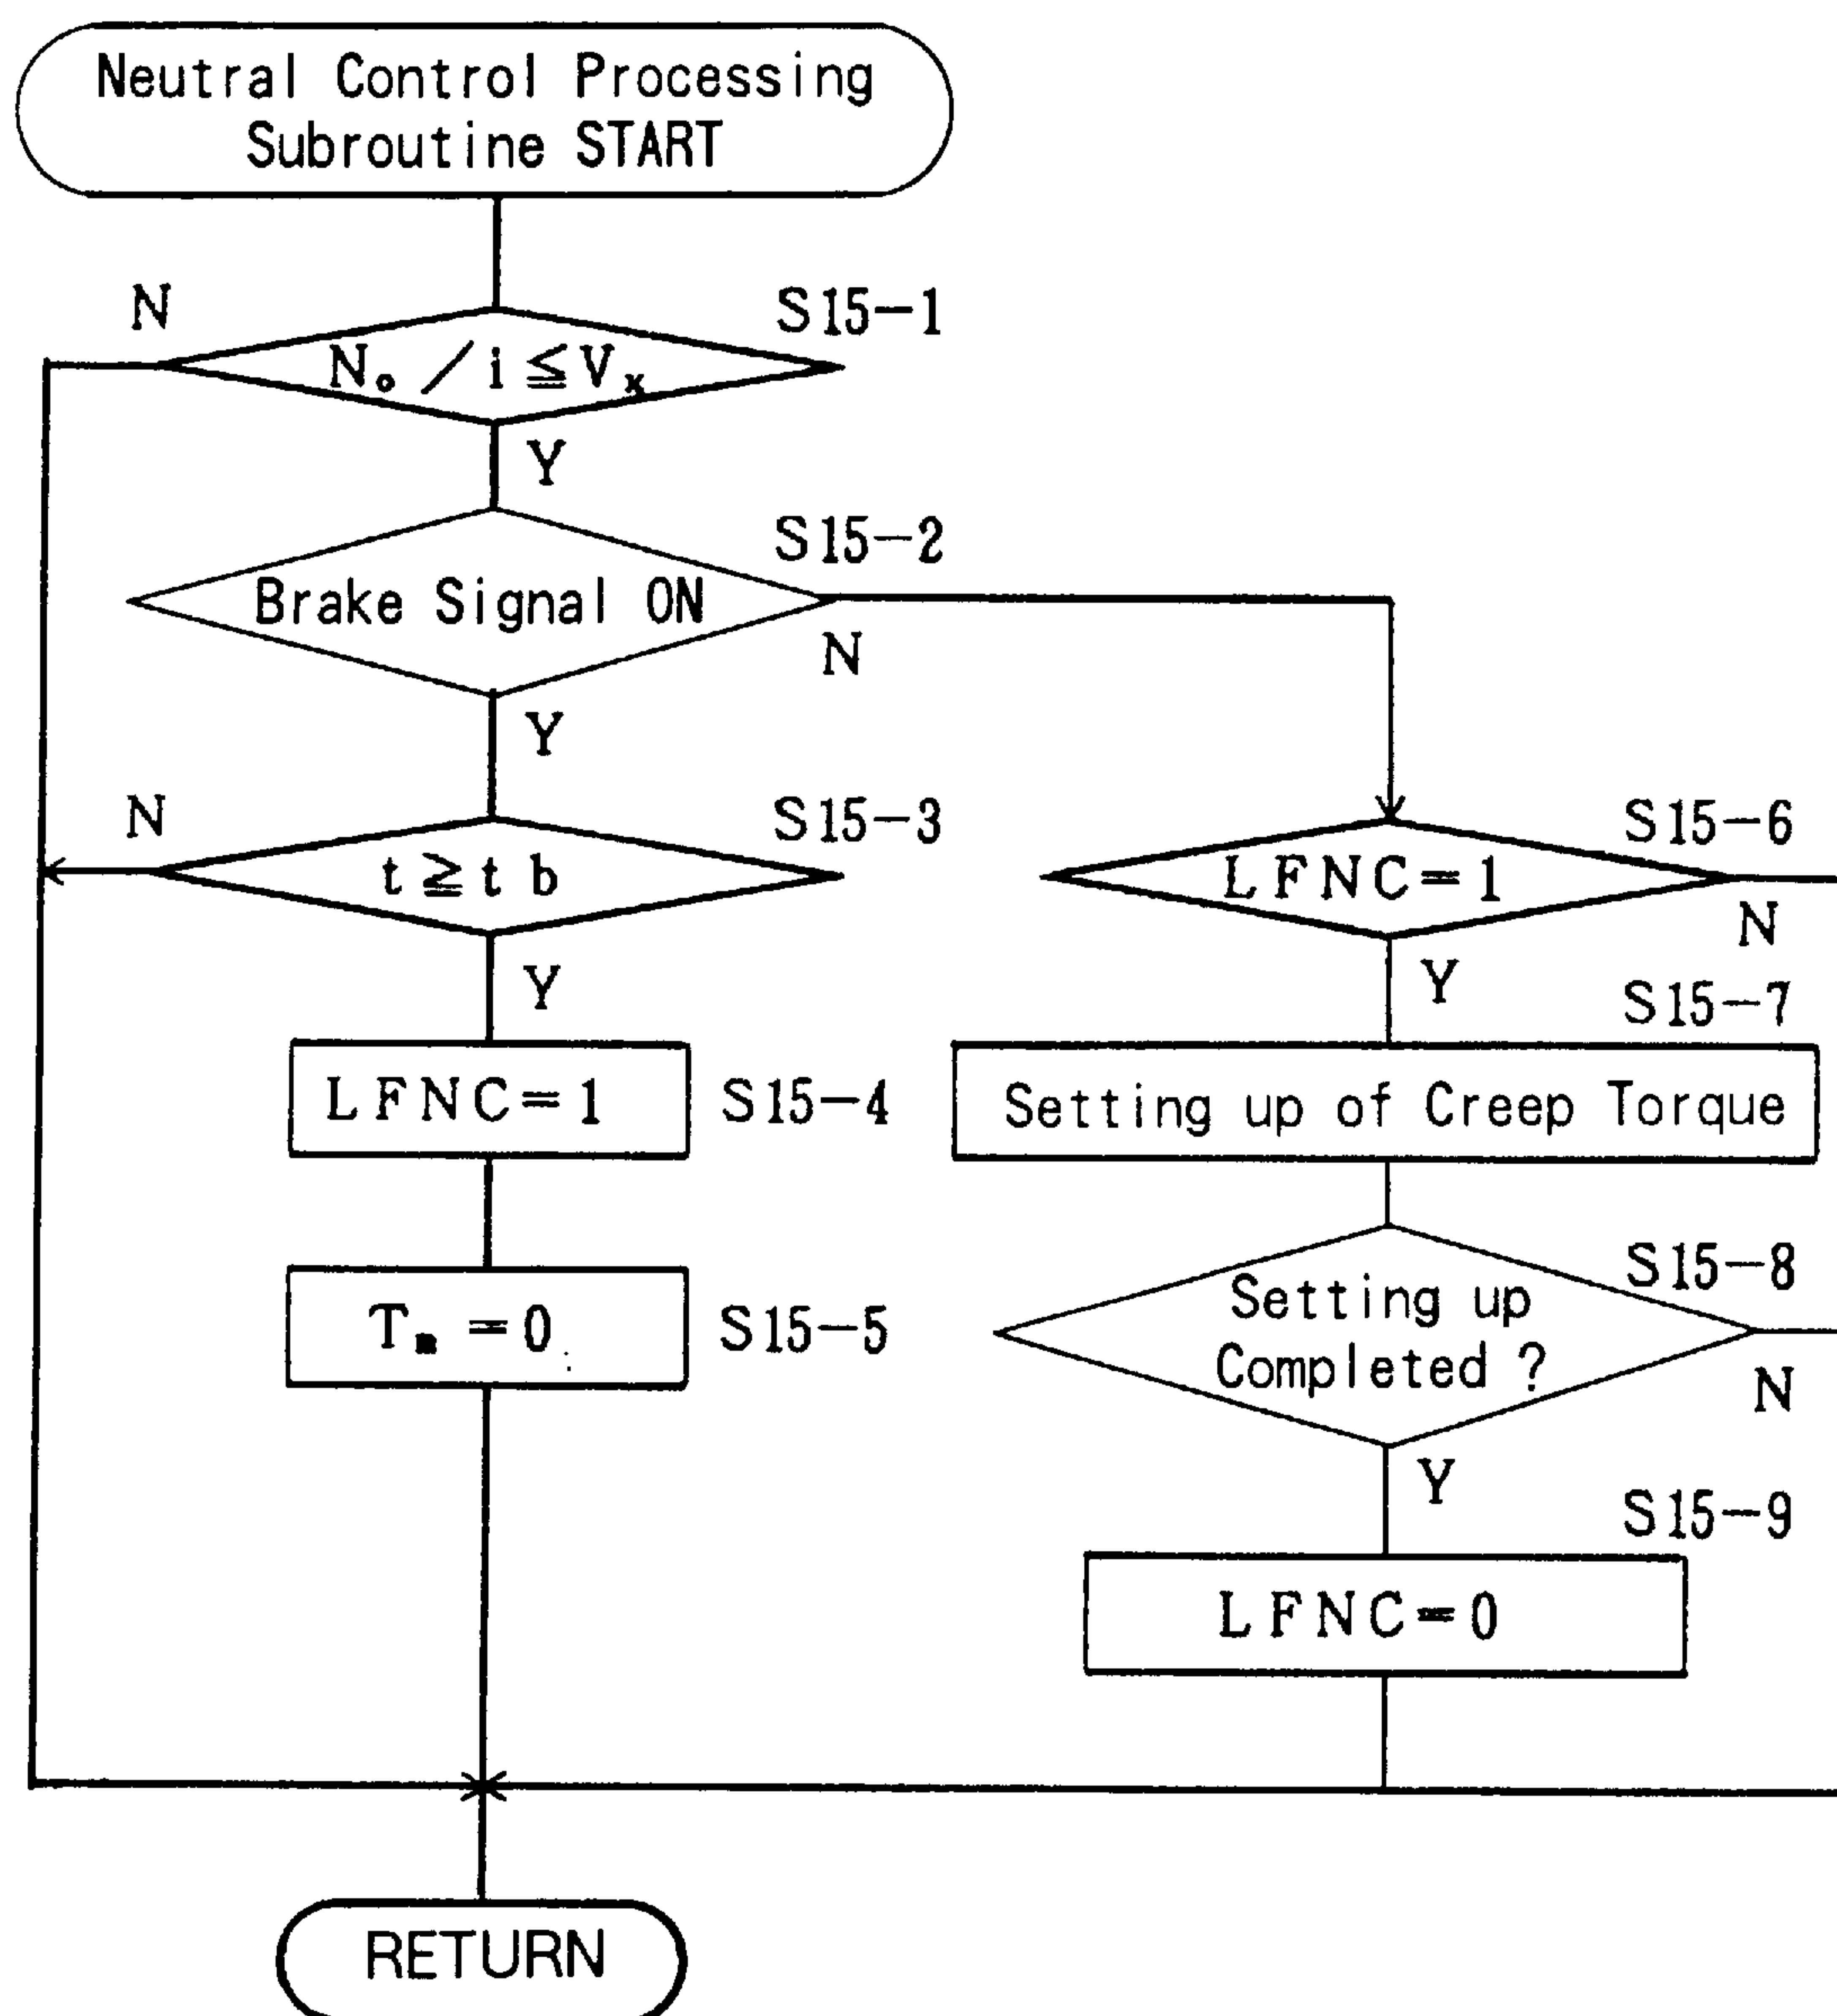 Neutral Control Processing
Subroutine START
N
S15-1
Nₒ / i ≦ Vₓ
Y
S15-2
Brake Signal ON
N
Y
N
S15-3
t ≧ t b
S15-6
LFNC=1
N
Y
Y
S15-7
LFNC=1
S15-4
Setting up of Creep Torque
Tₘ =0
S15-5
S15-8
Setting up
Completed ?
N
Y
S15-9
LFNC=0
RETURN